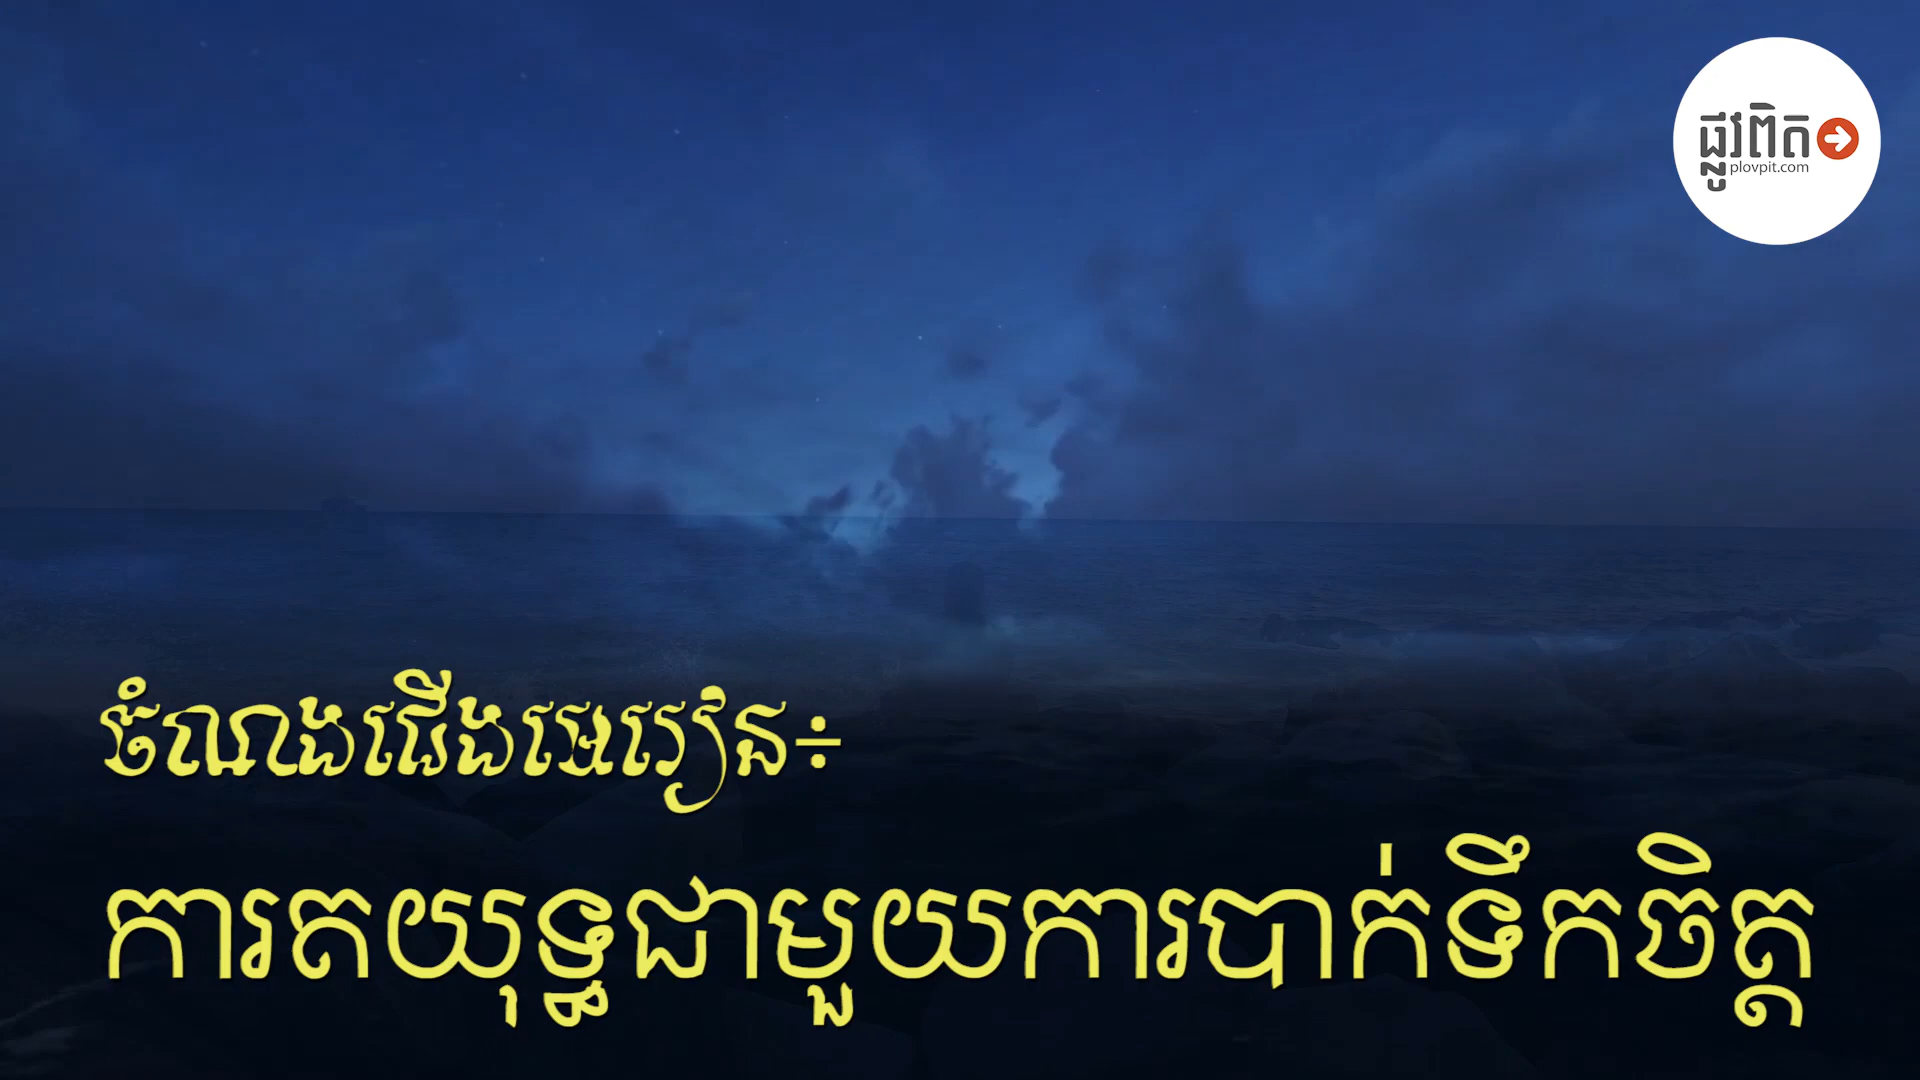 ផ្លូវពិត
plovpit.com
ចំណងជើងមេរៀន÷
ការតយុទ្ធជាមួយការបាក់ទឹកចិត្ត